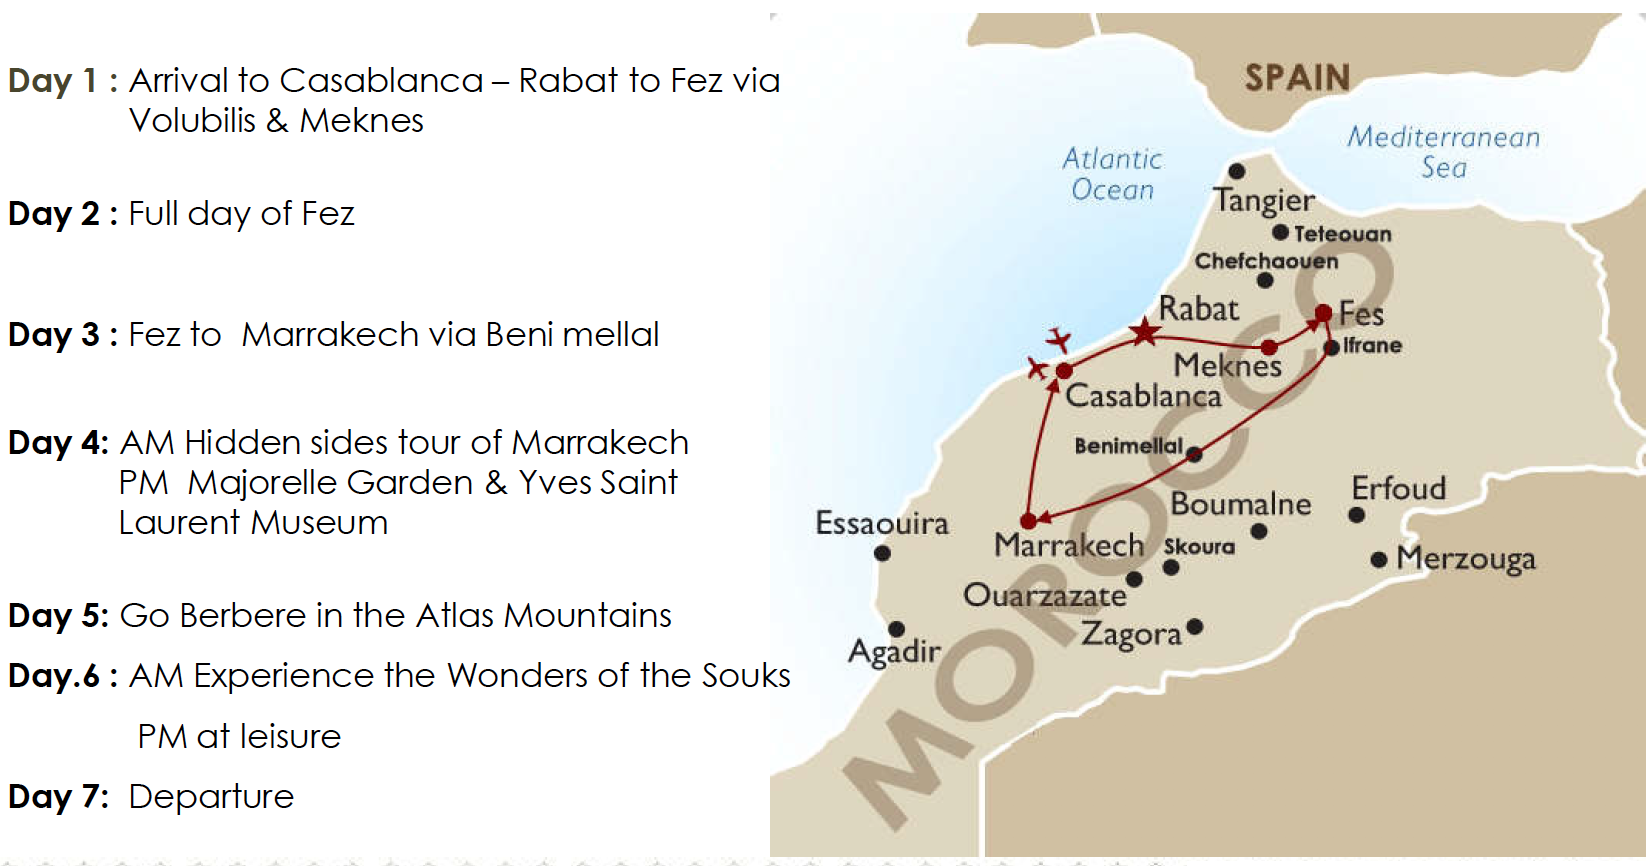 Day 1 : Arrival to Casablanca – Rabat to Fez via
Volubilis & Meknes
Day 2 : Full day of Fez
Day 3 : Fez to Marrakech via Beni mellal
Day 4: AM Hidden sides tour of Marrakech
PM Majorelle Garden & Yves Saint
Laurent Museum
Day 5: Go Berbere in the Atlas Mountains
Day.6 : AM Experience the Wonders of the Souks
PM at leisure
Day 7: Departure
SPAIN
Atlantic
Ocean
Mediterranean
Sea
Tangier
Teteouan
Chefchaouen
Rabat
Fes
Ifrane
Meknes
Casablanca
Benimellal
Boumalne
Erfoud
Essaouira
Marrakech
Skoura
Merzouga
Ouarzazate
Zagora
Agadir
MOROCCO